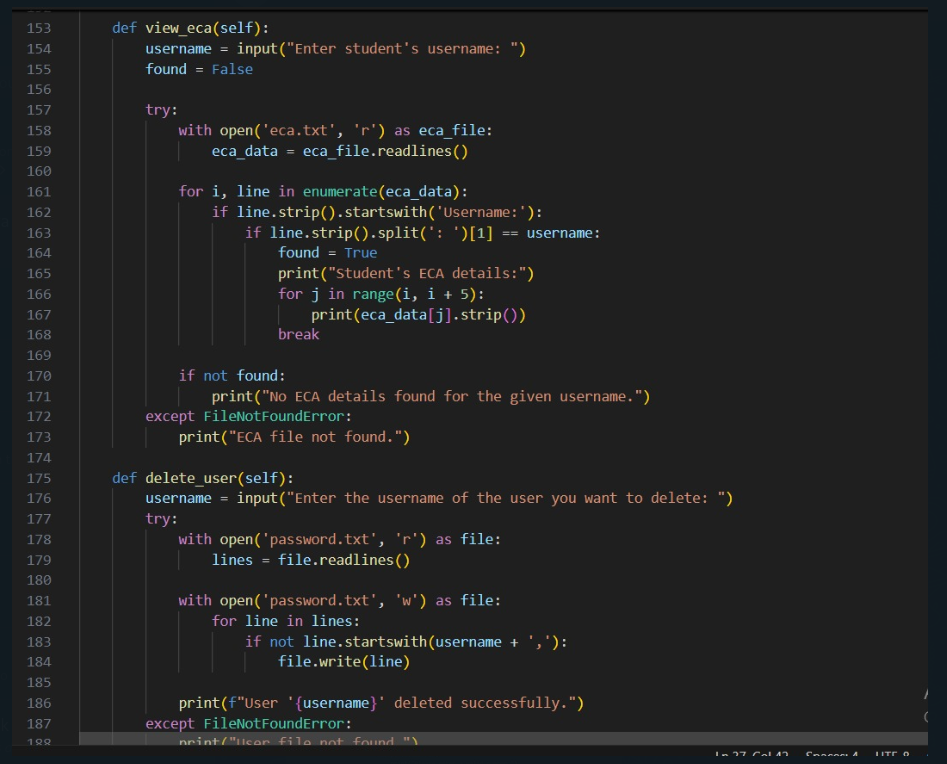 153 def view_eca(self):
154 username = input("Enter student's username: ")
155 found = False
156
157 try:
158 with open('eca.txt', 'r') as eca_file:
159 eca_data = eca_file.readlines()
160
161 for i, line in enumerate(eca_data):
162 if line.strip().startswith('Username:'):
163 if line.strip().split(': ')[1] == username:
164 found = True
165 print("Student's ECA details:")
166 for j in range(i, i + 5):
167 print(eca_data[j].strip())
168 break
169
170 if not found:
171 print("No ECA details found for the given username.")
172 except FileNotFoundError:
173 print("ECA file not found.")
174
175 def delete_user(self):
176 username = input("Enter the username of the user you want to delete: ")
177 try:
178 with open('password.txt', 'r') as file:
179 lines = file.readlines()
180
181 with open('password.txt', 'w') as file:
182 for line in lines:
183 if not line.startswith(username + ','):
184 file.write(line)
185
186 print(f"User '{username}' deleted successfully.")
187 except FileNotFoundError:
188 print("User file not found.")
Ln 27, Col 42 Spaces: 4 UTF-8